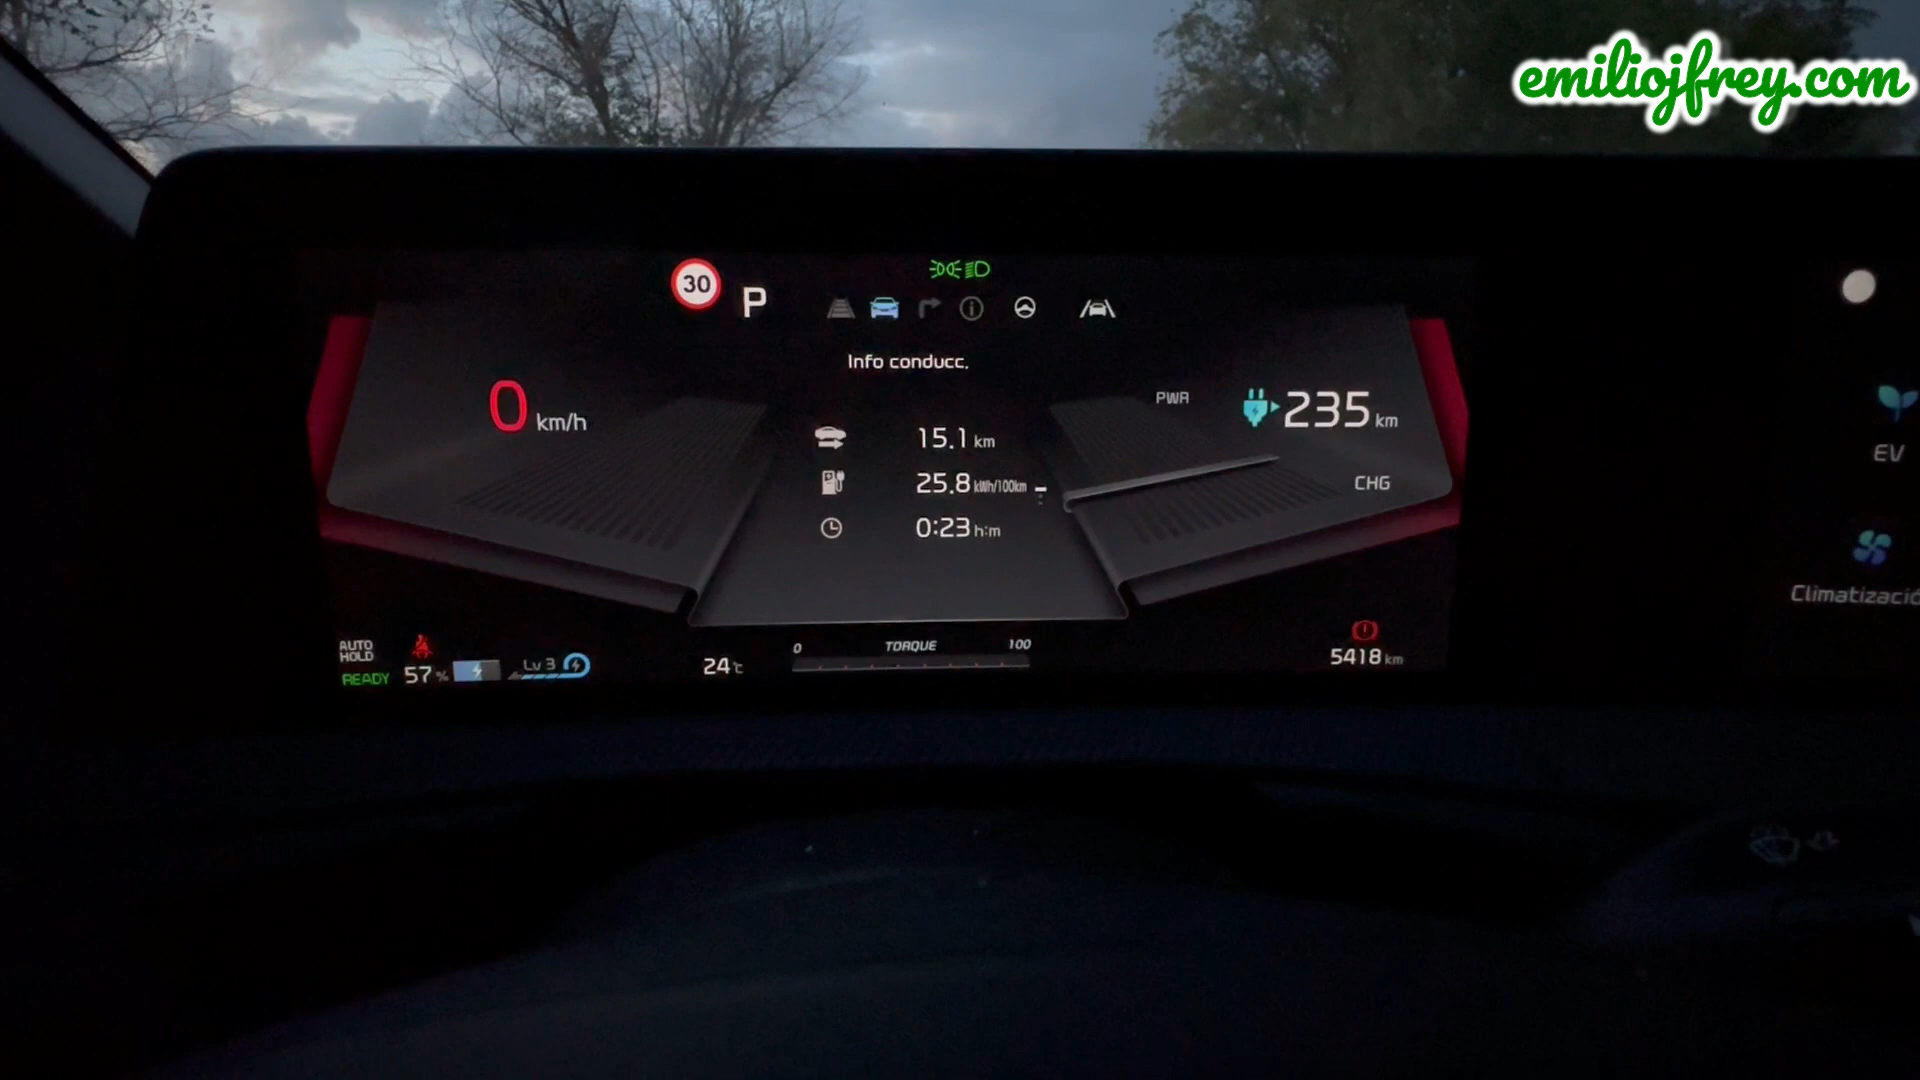 emiliojfrey.com
30
P
Info conducc.
0 km/h
PWR
235 km
15.1 km
25.8 kWh/100km
CHG
0:23 h:m
EV
Climatizació
AUTO
HOLD
READY
57 %
Lv 3
24°c
0 TORQUE 100
5418 km